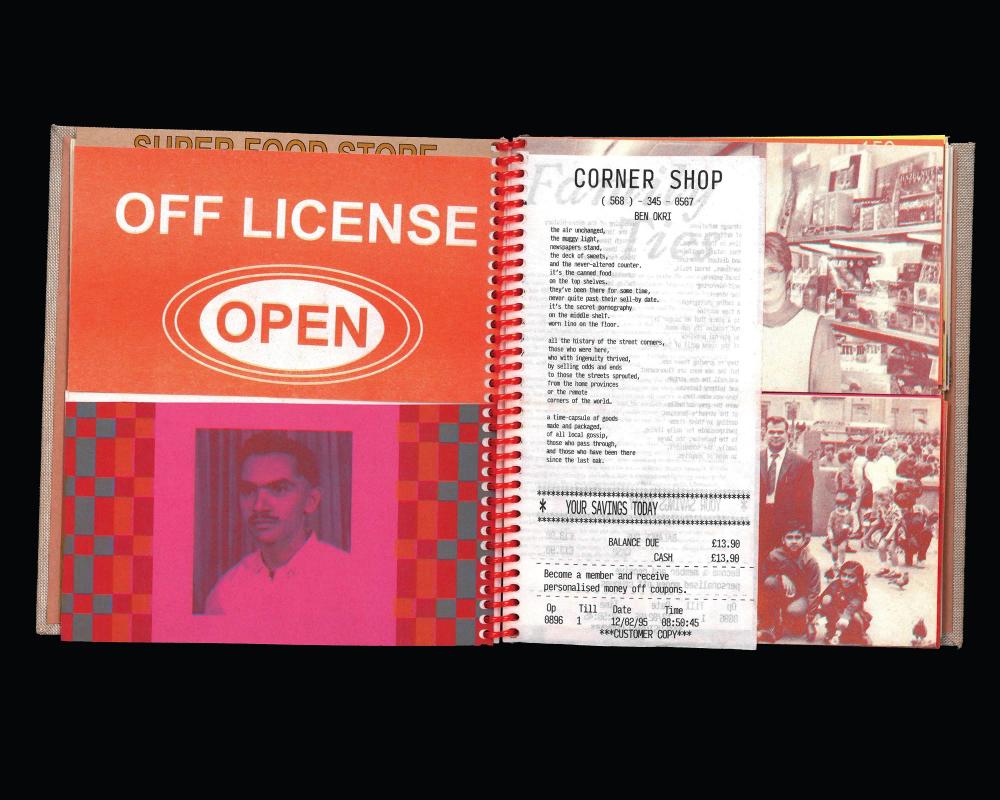 SUPER FOOD STORE
OFF LICENSE
OPEN
Family
Ties
CORNER SHOP
( 568 ) - 345 - 0567
BEN OKRI
the air unchanged,
the muggy light,
newspapers stand,
the deck of sweets,
and the never-altered counter.
it's the canned food
on the top shelves.
they've been there for some time,
never quite past their sell-by date.
it's the secret pornography
on the middle shelf.
worn lino on the floor.
all the history of the street corners,
those who were here,
who with ingenuity thrived,
by selling odds and ends
to those the streets sprouted,
from the home provinces
or the remote
corners of the world…
a time-capsule of goods
made and packaged,
of all local gossip,
those who pass through,
and those who have been there
since the last oak.
***********************************
* YOUR SAVINGS TODAY *
***********************************
BALANCE DUE £13.90
CASH £13.90
Become a member and receive
personalised money off coupons.
Op Till Date Time
0896 1 12/02/95 08:50:45
***CUSTOMER COPY***